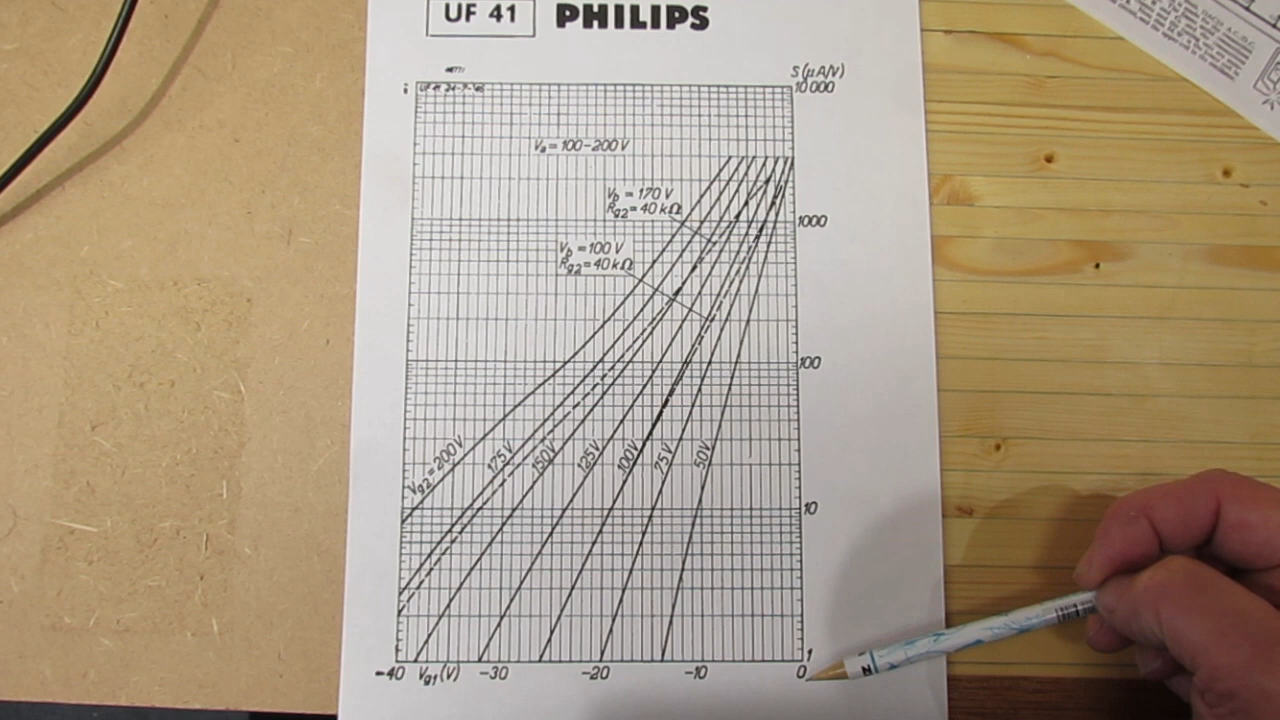 UF 41 PHILIPS
S (μA/V)
10 000
Va = 100-200 V
Vb = 170 V
Rg2 = 40 kΩ
1000
Vb = 100 V
Rg2 = 40 kΩ
100
Vg2 = 200 V
175 V
150 V
125 V
100 V
75 V
50 V
10
1
-40 Vg1 (V) -30 -20 -10 0
N